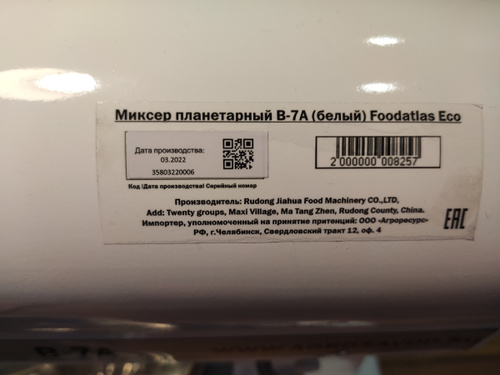 Миксер планетарный B-7A (белый) Foodatlas Eco
Дата производства:
03.2022
35803220006
2 000000 008257
Код \Дата производства\ Серийный номер
Производитель: Rudong Jiahua Food Machinery CO.,LTD,
Add: Twenty groups, Maxi Village, Ma Tang Zhen, Rudong County, China.
Импортер, уполномоченный на принятие притенций: ООО «Агроресурс»
РФ, г.Челябинск, Свердловский тракт 12, оф. 4
EAC
B-7A